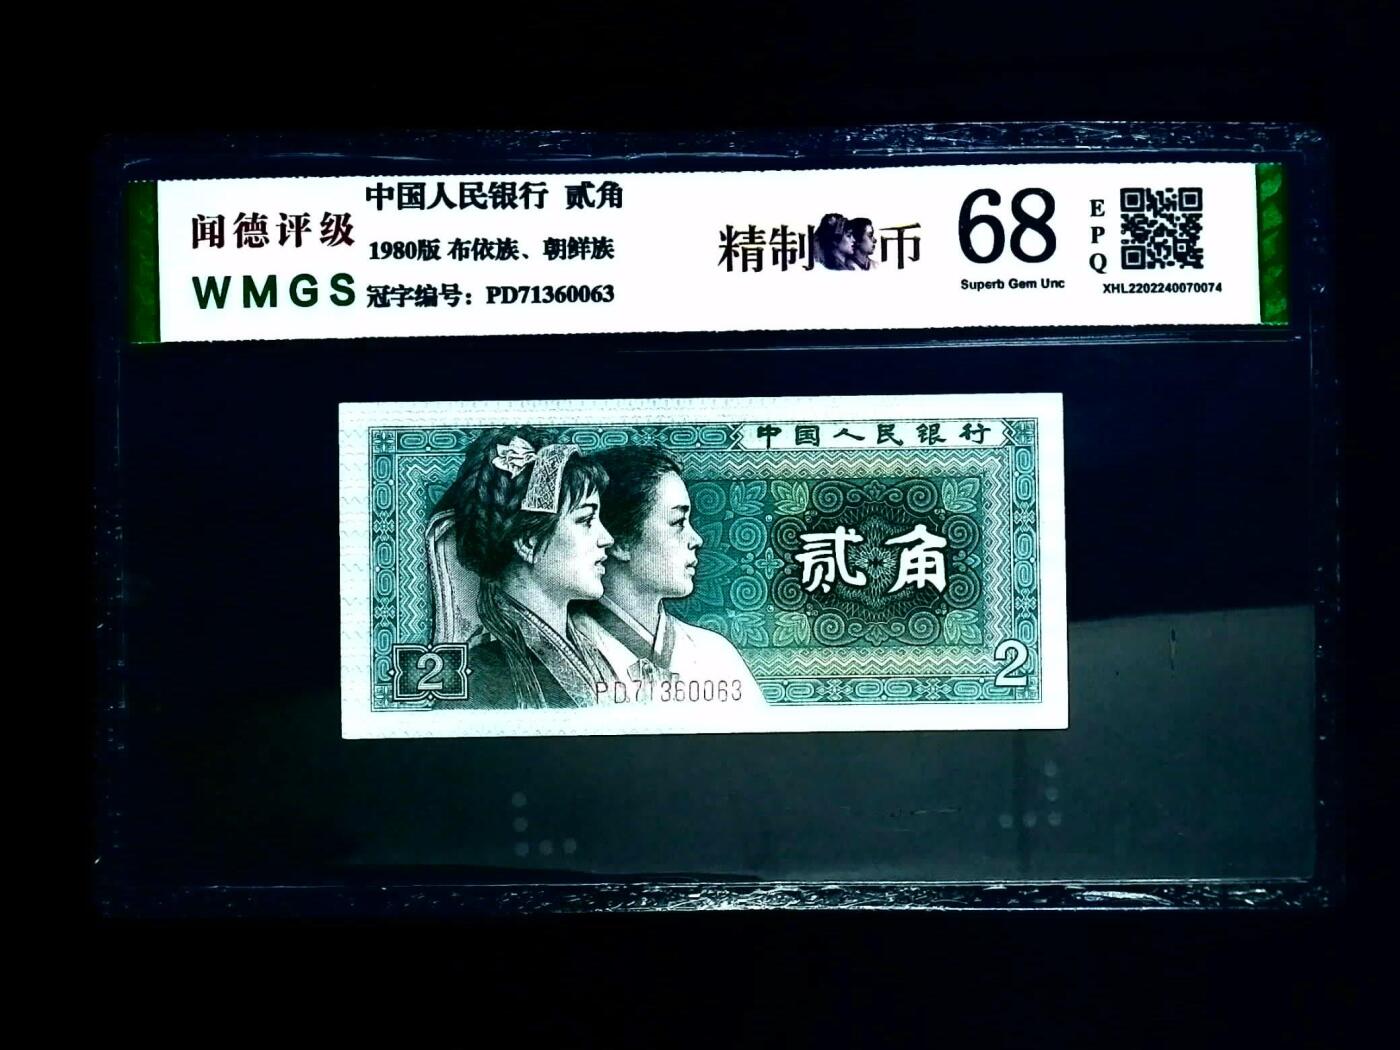 闻德评级
WMGS
中国人民银行 贰角
1980版 布依族、朝鲜族
冠字编号：PD71360063
精制币
68
Superb Gem Unc
EPQ
XHL2202240070074
中国人民银行
贰角
2
2
PD71360063